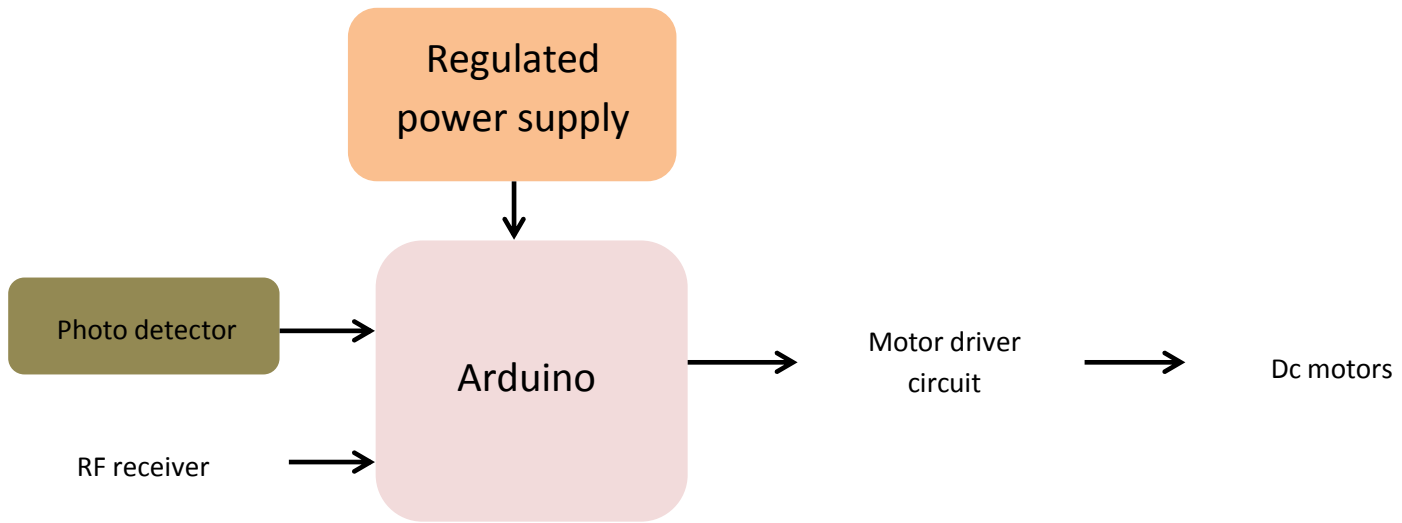 Regulated
power supply
Photo detector
Arduino
Motor driver
circuit
Dc motors
RF receiver